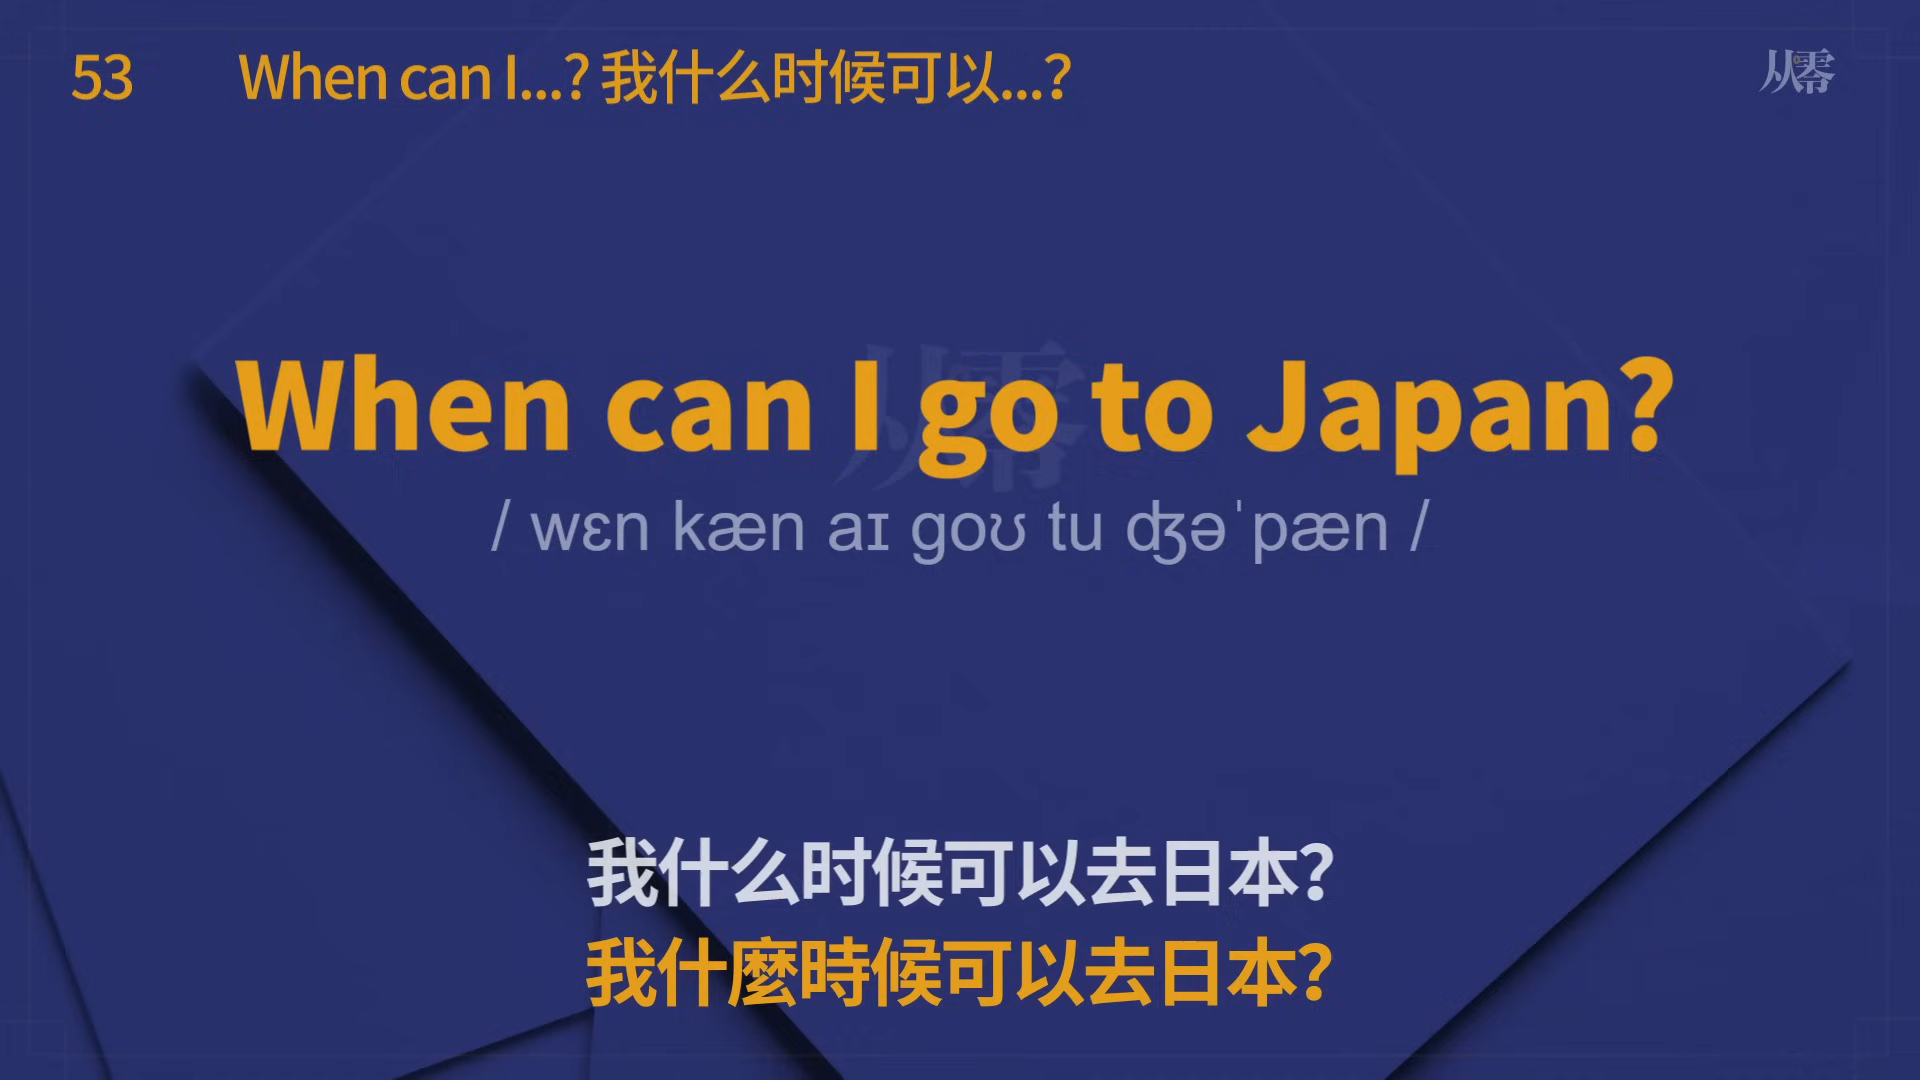 53 When can I...? 我什么时候可以...?
从零
When can I go to Japan?
/ wɛn kæn aɪ goʊ tu ʤəˈpæn /
我什么时候可以去日本?
我什麼時候可以去日本?